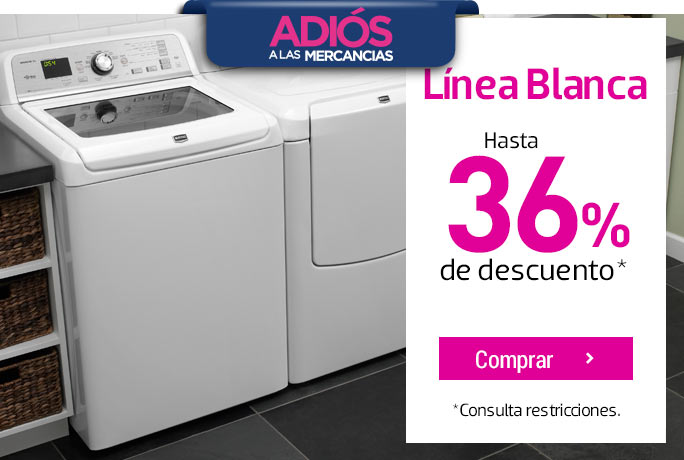 ADIÓS
A LAS MERCANCIAS
Línea Blanca
Hasta
36%
de descuento*
Comprar >
*Consulta restricciones.